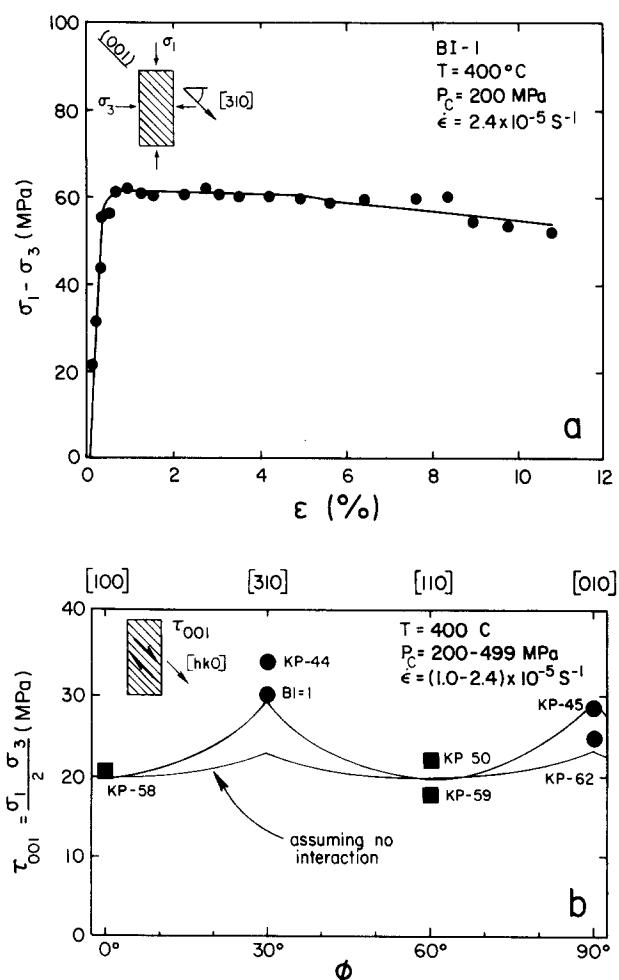 100
80
60
40
20
0
σ₁ - σ₃ (MPa)
(001)
σ₁
σ₃
[310]
BI-1
T = 400°C
P_C = 200 MPa
ε̇ = 2.4 x 10⁻⁵ S⁻¹
a
0 2 4 6 8 10 12
ε (%)
[100] [310] [110] [010]
40
30
20
10
0
τ₀₀₁ = σ₁ - σ₃ / 2 (MPa)
τ₀₀₁
[hk0]
T = 400 C
P_C = 200-499 MPa
ε̇ = (1.0-2.4) x 10⁻⁵ S⁻¹
KP-44
BI=1
KP-45
KP 50
KP-58
KP-59
KP-62
assuming no
interaction
b
0° 30° 60° 90°
ϕ